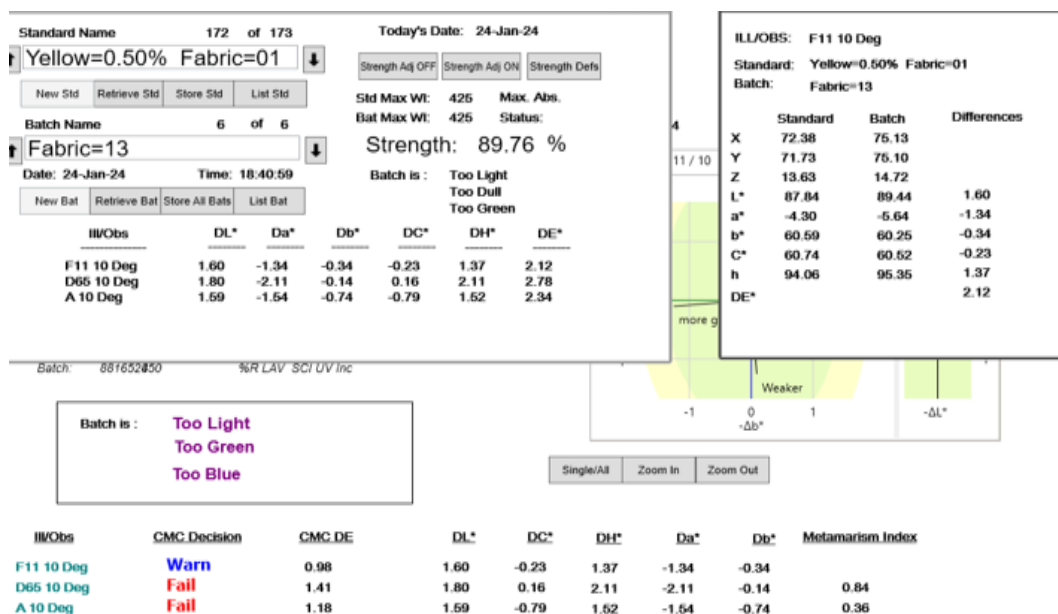 Standard Name 172 of 173
Yellow=0.50% Fabric=01
New Std Retrieve Std Store Std List Std
Batch Name 6 of 6
Fabric=13
Date: 24-Jan-24 Time: 18:40:59
New Bat Retrieve Bat Store All Bats List Bat
Today's Date: 24-Jan-24
Strength Adj OFF Strength Adj ON Strength Defs
Std Max Wl: 425 Max. Abs.
Bat Max Wl: 425 Status:
Strength: 89.76 %
Batch is : Too Light
Too Dull
Too Green
Ill/Obs DL* Da* Db* DC* DH* DE*
F11 10 Deg 1.60 -1.34 -0.34 -0.23 1.37 2.12
D65 10 Deg 1.80 -2.11 -0.14 0.16 2.11 2.78
A 10 Deg 1.59 -1.54 -0.74 -0.79 1.52 2.34
4
11 / 10
ILL/OBS: F11 10 Deg
Standard: Yellow=0.50% Fabric=01
Batch: Fabric=13
Standard Batch Differences
X 72.38 75.13
Y 71.73 75.10
Z 13.63 14.72
L* 87.84 89.44 1.60
a* -4.30 -5.64 -1.34
b* 60.59 60.25 -0.34
C* 60.74 60.52 -0.23
h 94.06 95.35 1.37
DE* 2.12
more g
Weaker
-1 0 1
-Δb*
-ΔL*
Batch: %R LAV SCI UV Inc
Single/All Zoom In Zoom Out
Batch is : Too Light
Too Green
Too Blue
Ill/Obs CMC Decision CMC DE DL* DC* DH* Da* Db* Metamarism Index
F11 10 Deg Warn 0.98 1.60 -0.23 1.37 -1.34 -0.34
D65 10 Deg Fail 1.41 1.80 0.16 2.11 -2.11 -0.14 0.84
A 10 Deg Fail 1.18 1.59 -0.79 1.52 -1.54 -0.74 0.36